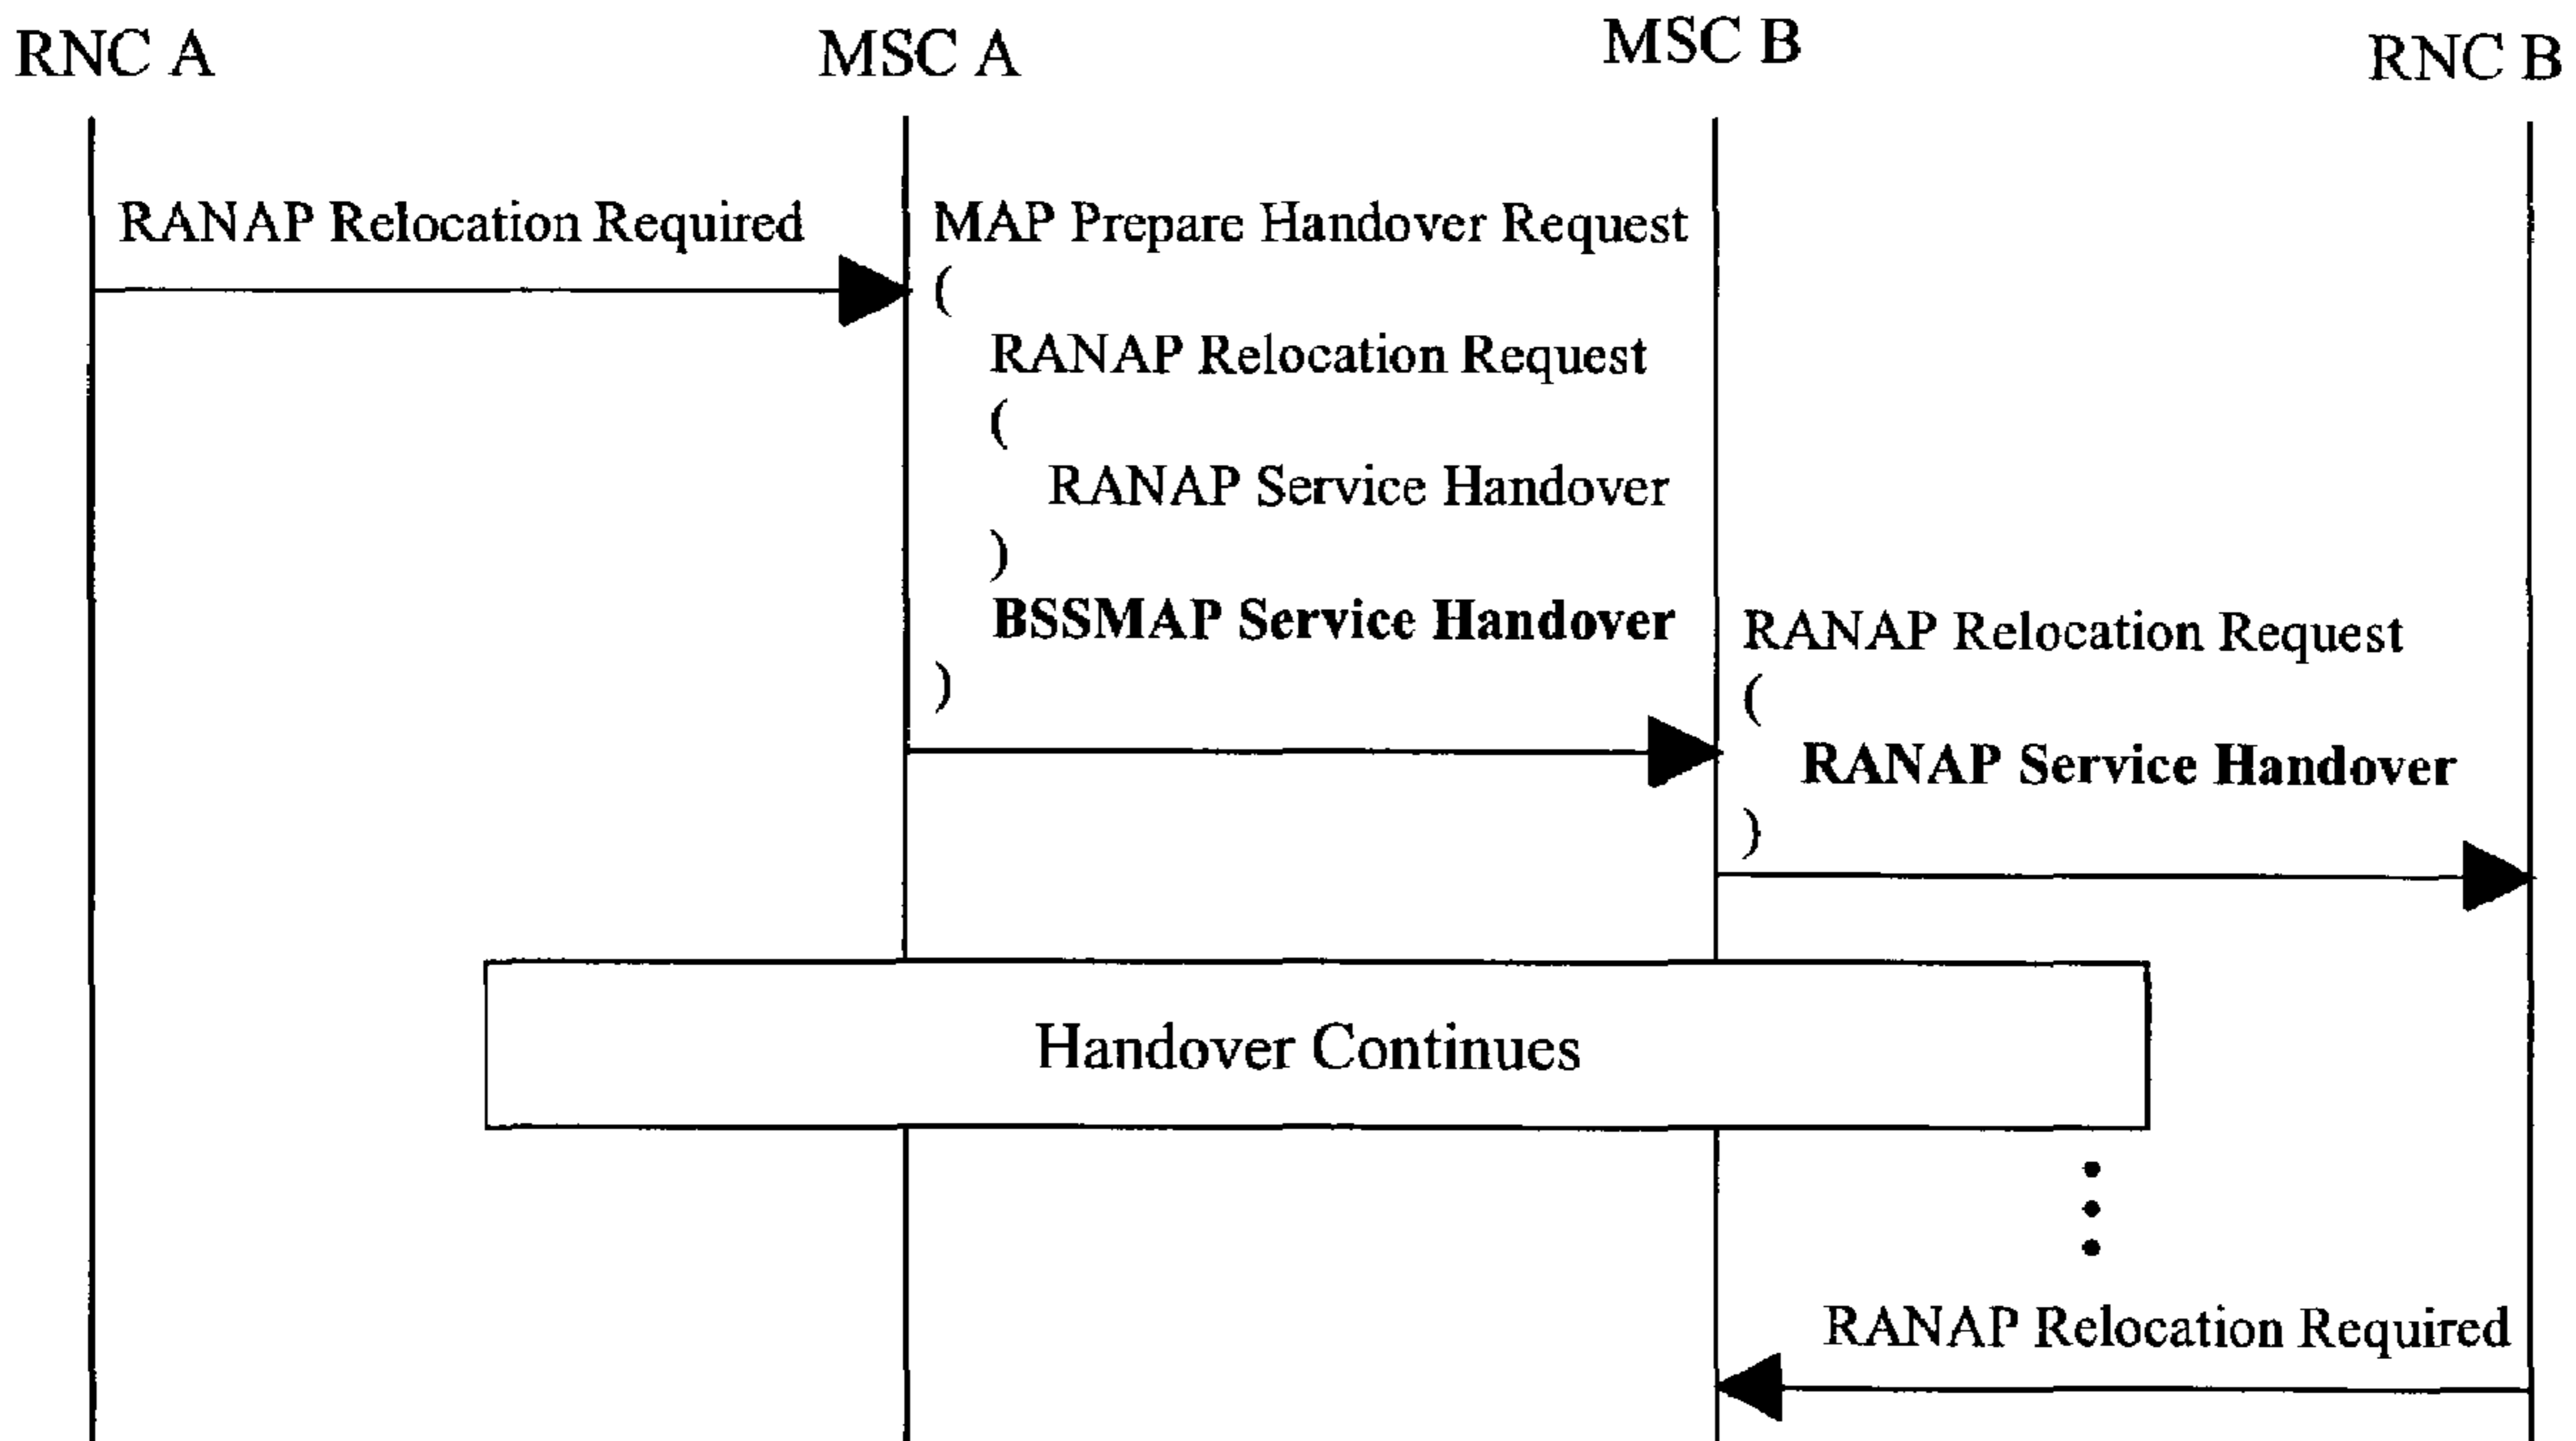 RNC A
MSC A
MSC B
RNC B
RANAP Relocation Required
MAP Prepare Handover Request
(
RANAP Relocation Request
(
RANAP Service Handover
)
BSSMAP Service Handover
)
RANAP Relocation Request
(
RANAP Service Handover
)
Handover Continues
RANAP Relocation Required